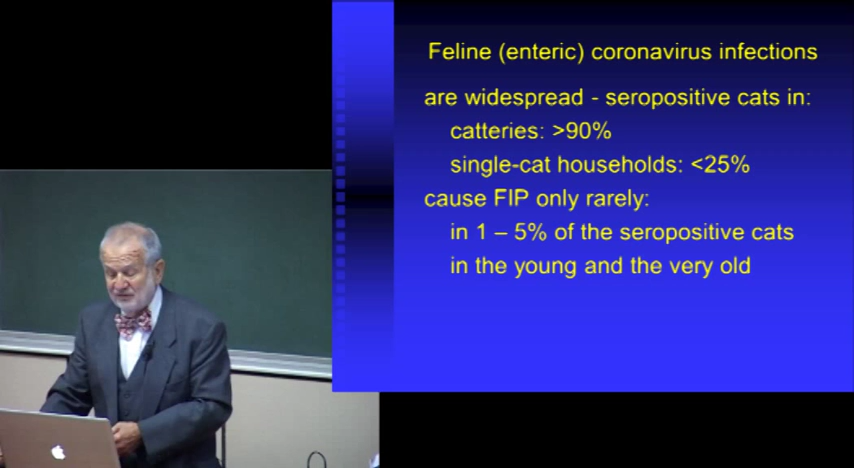 Feline (enteric) coronavirus infections
are widespread - seropositive cats in:
catteries: >90%
single-cat households: <25%
cause FIP only rarely:
in 1 – 5% of the seropositive cats
in the young and the very old